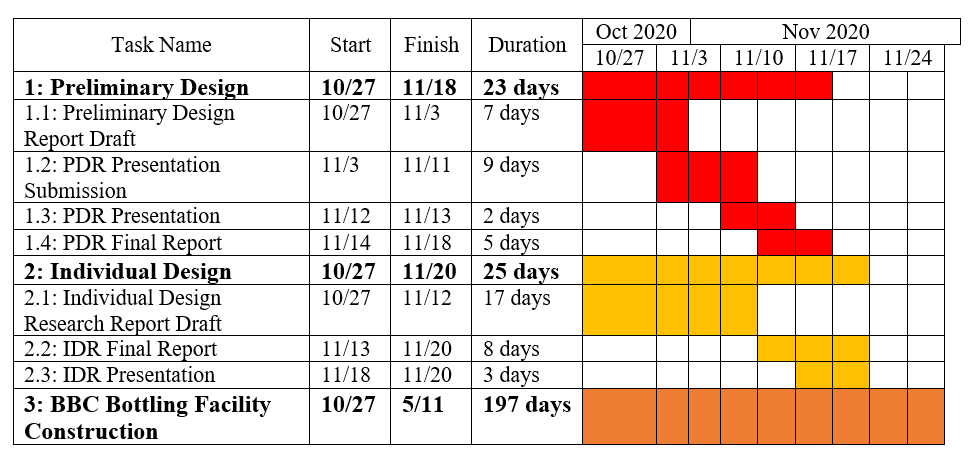 Task Name Start Finish Duration Oct 2020 Nov 2020
10/27 11/3 11/10 11/17 11/24
1: Preliminary Design 10/27 11/18 23 days
1.1: Preliminary Design 10/27 11/3 7 days
Report Draft
1.2: PDR Presentation 11/3 11/11 9 days
Submission
1.3: PDR Presentation 11/12 11/13 2 days
1.4: PDR Final Report 11/14 11/18 5 days
2: Individual Design 10/27 11/20 25 days
2.1: Individual Design 10/27 11/12 17 days
Research Report Draft
2.2: IDR Final Report 11/13 11/20 8 days
2.3: IDR Presentation 11/18 11/20 3 days
3: BBC Bottling Facility 10/27 5/11 197 days
Construction